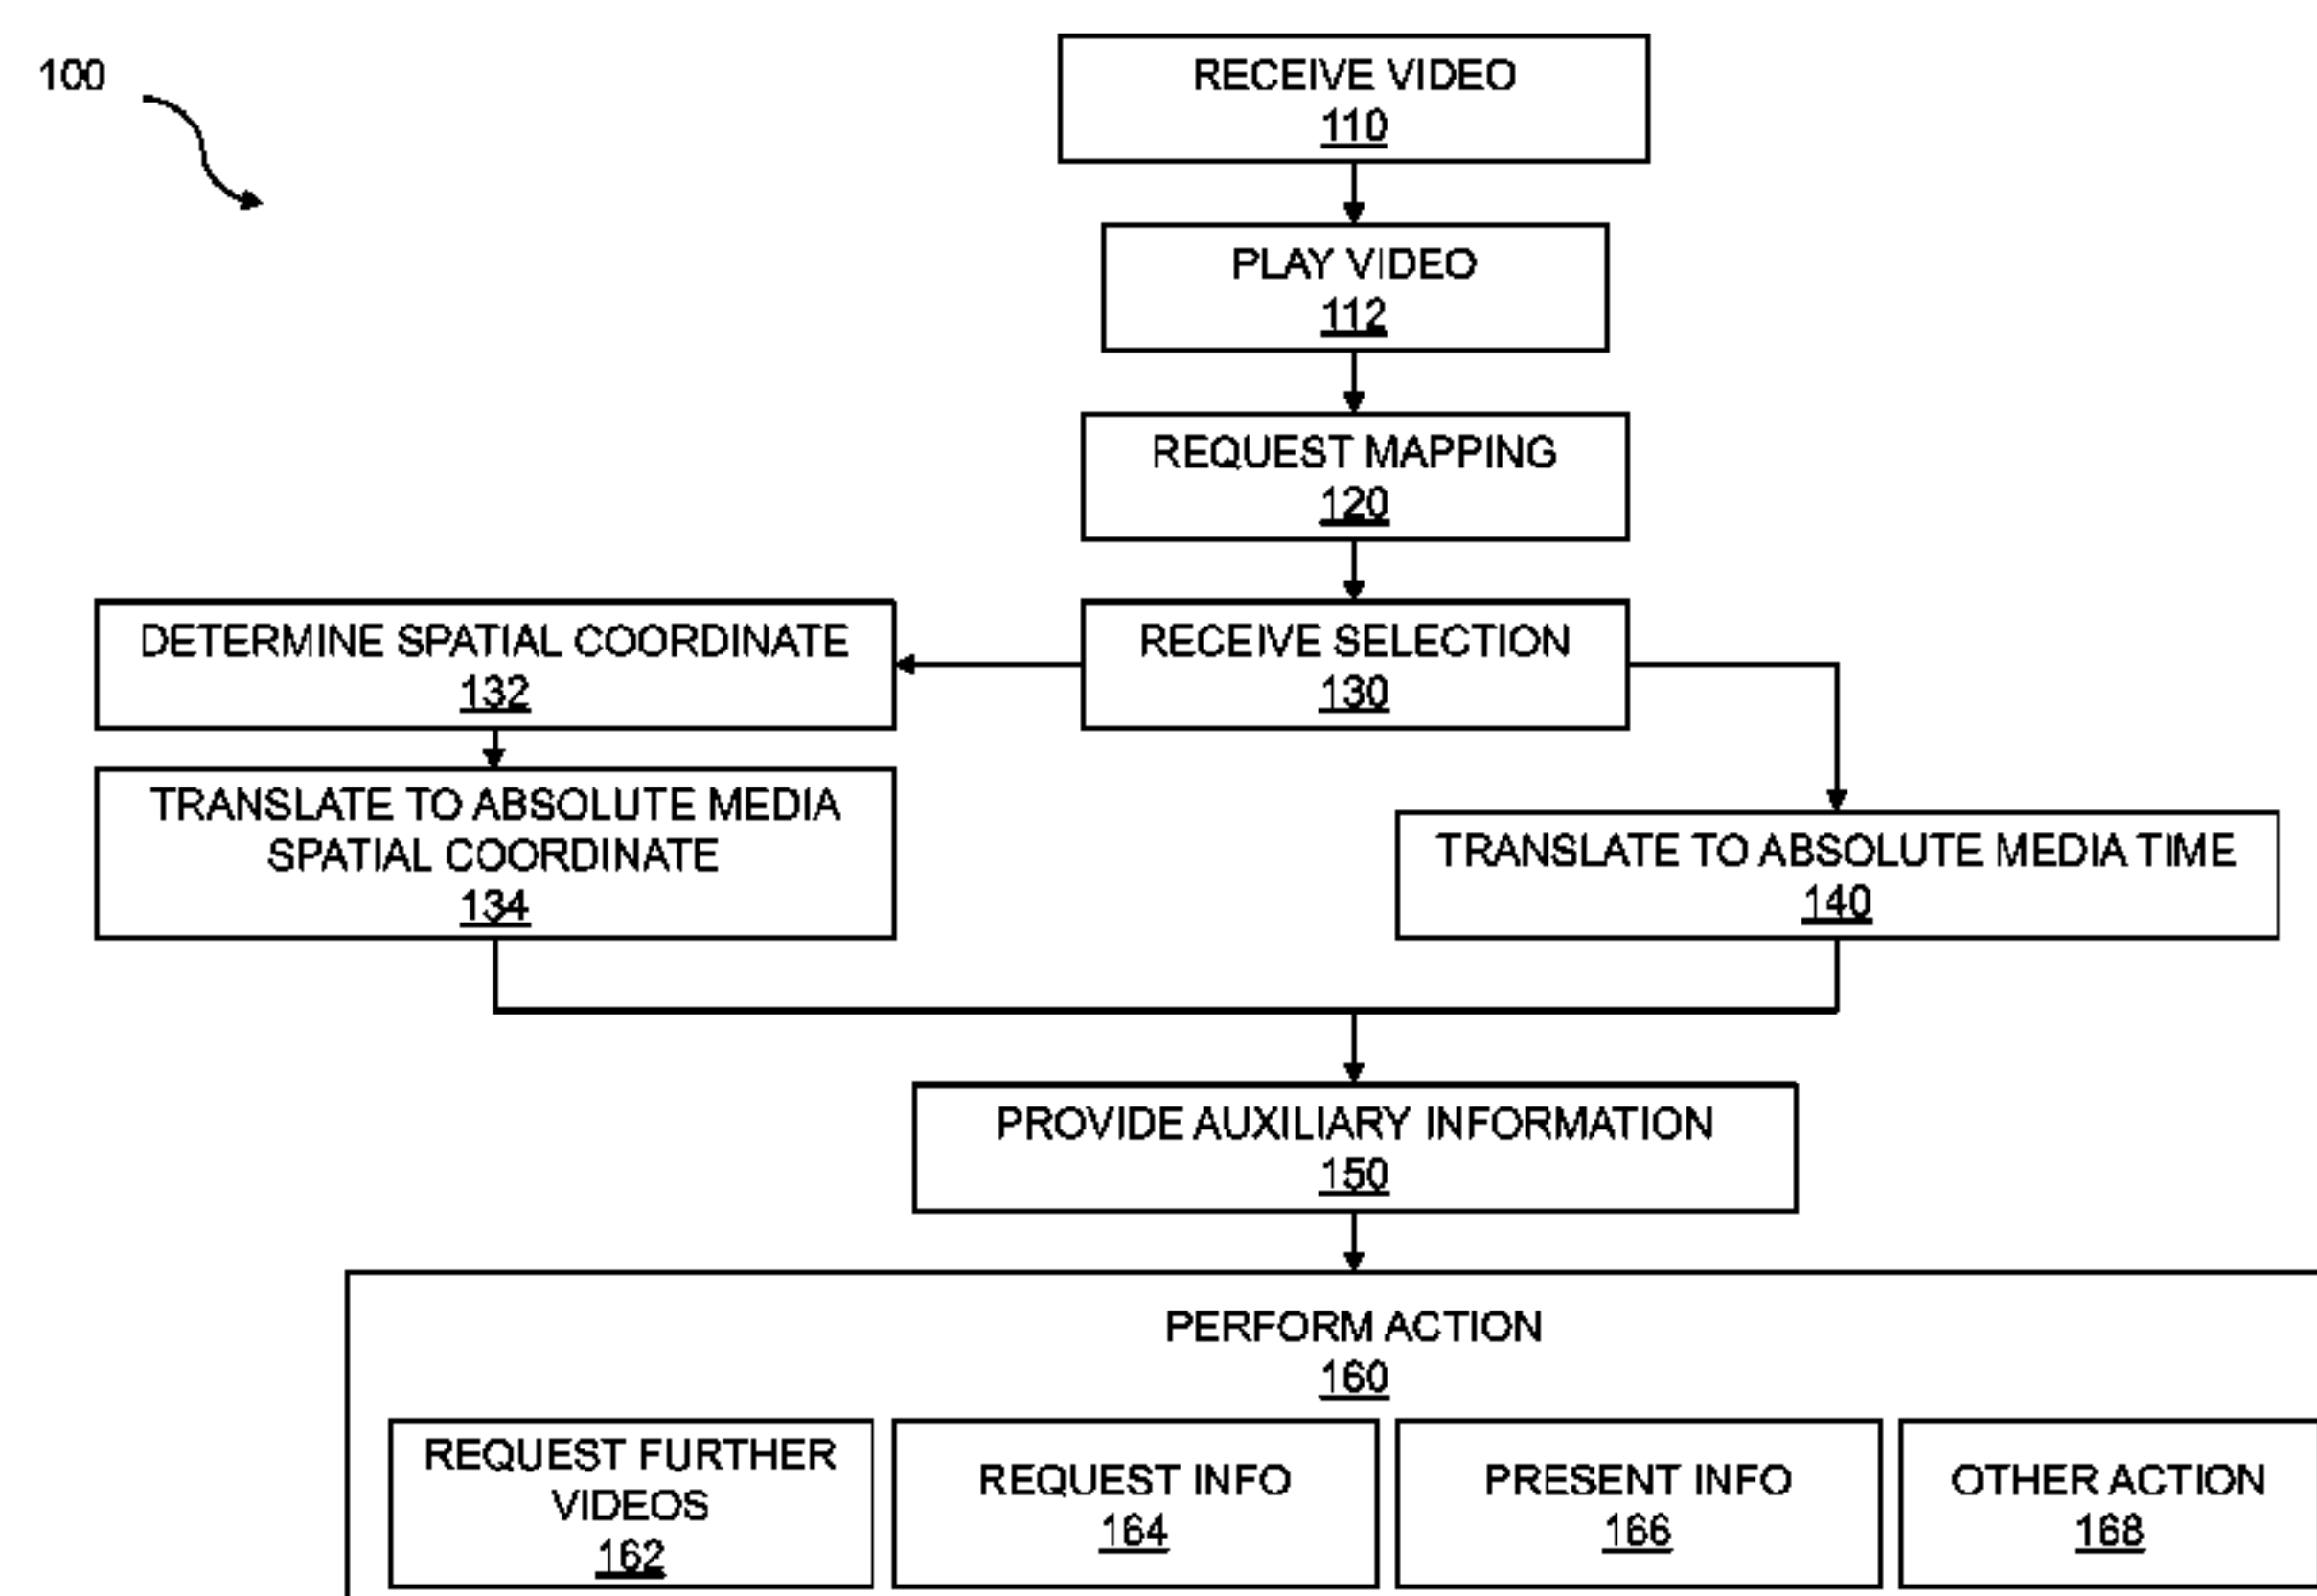 100
RECEIVE VIDEO
110
PLAY VIDEO
112
REQUEST MAPPING
120
DETERMINE SPATIAL COORDINATE
132
RECEIVE SELECTION
130
TRANSLATE TO ABSOLUTE MEDIA
SPATIAL COORDINATE
134
TRANSLATE TO ABSOLUTE MEDIA TIME
140
PROVIDE AUXILIARY INFORMATION
150
PERFORM ACTION
160
REQUEST FURTHER
VIDEOS
162
REQUEST INFO
164
PRESENT INFO
166
OTHER ACTION
168